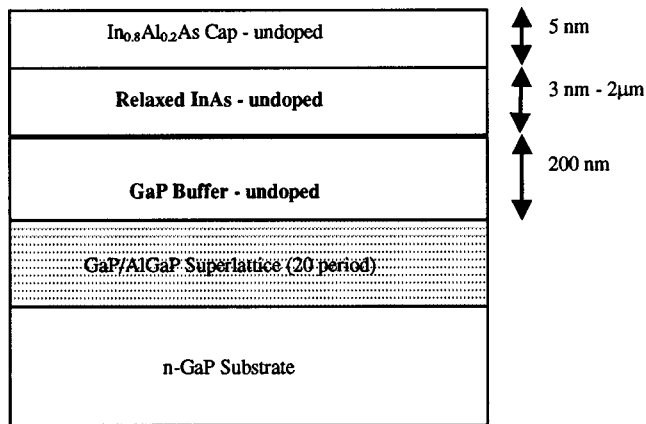 In₀.₈Al₀.₂As Cap - undoped
5 nm
Relaxed InAs - undoped
3 nm - 2μm
200 nm
GaP Buffer - undoped
GaP/AlGaP Superlattice (20 period)
n-GaP Substrate